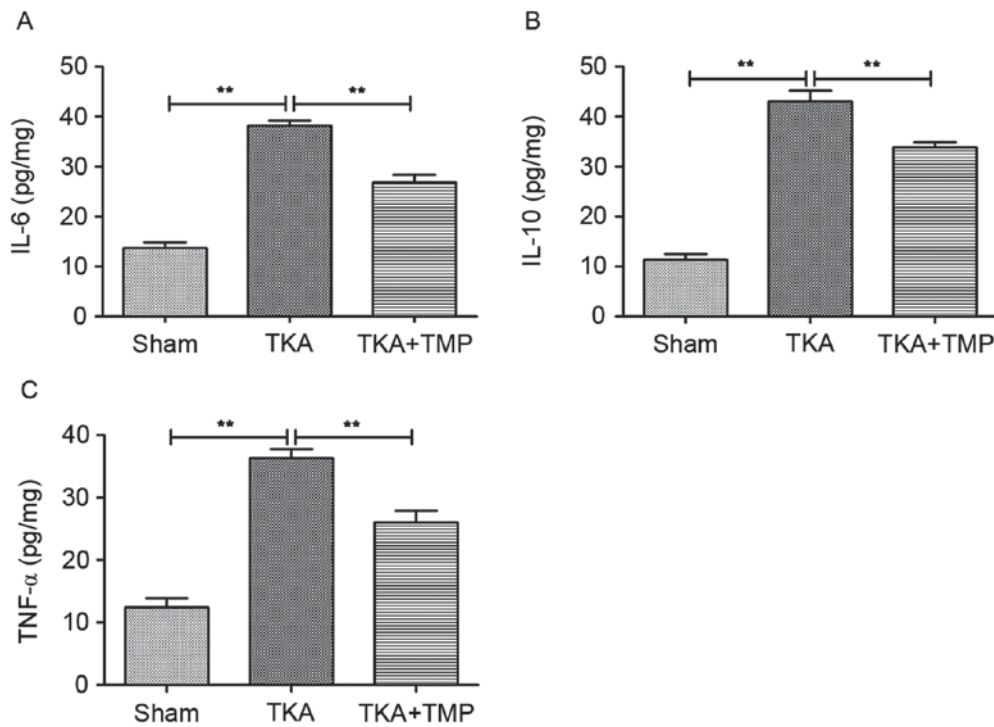 A
IL-6 (pg/mg)
50
40
30
20
10
0
** **
Sham TKA TKA+TMP
B
IL-10 (pg/mg)
50
40
30
20
10
0
** **
Sham TKA TKA+TMP
C
TNF-α (pg/mg)
40
30
20
10
0
** **
Sham TKA TKA+TMP